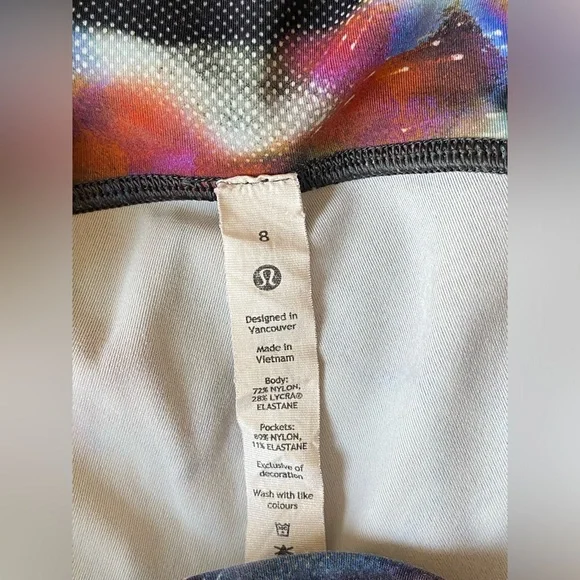 8
Designed in
Vancouver
Made in
Vietnam
Body:
72% NYLON,
28% LYCRA®
ELASTANE
Pockets:
89% NYLON,
11% ELASTANE
Exclusive of
decoration
Wash with like
colours